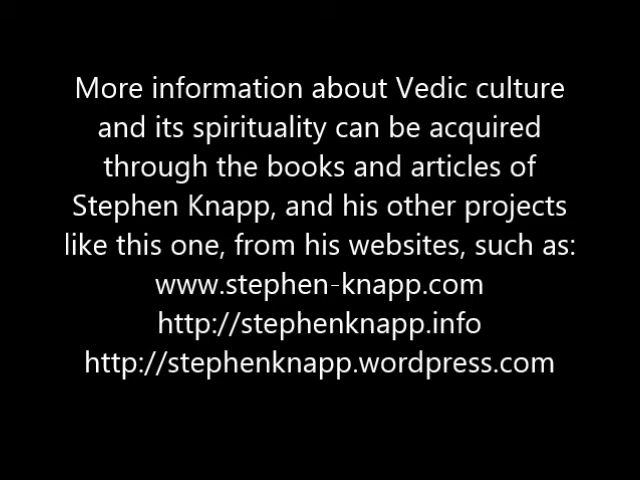 More information about Vedic culture
and its spirituality can be acquired
through the books and articles of
Stephen Knapp, and his other projects
like this one, from his websites, such as:
www.stephen-knapp.com
http://stephenknapp.info
http://stephenknapp.wordpress.com